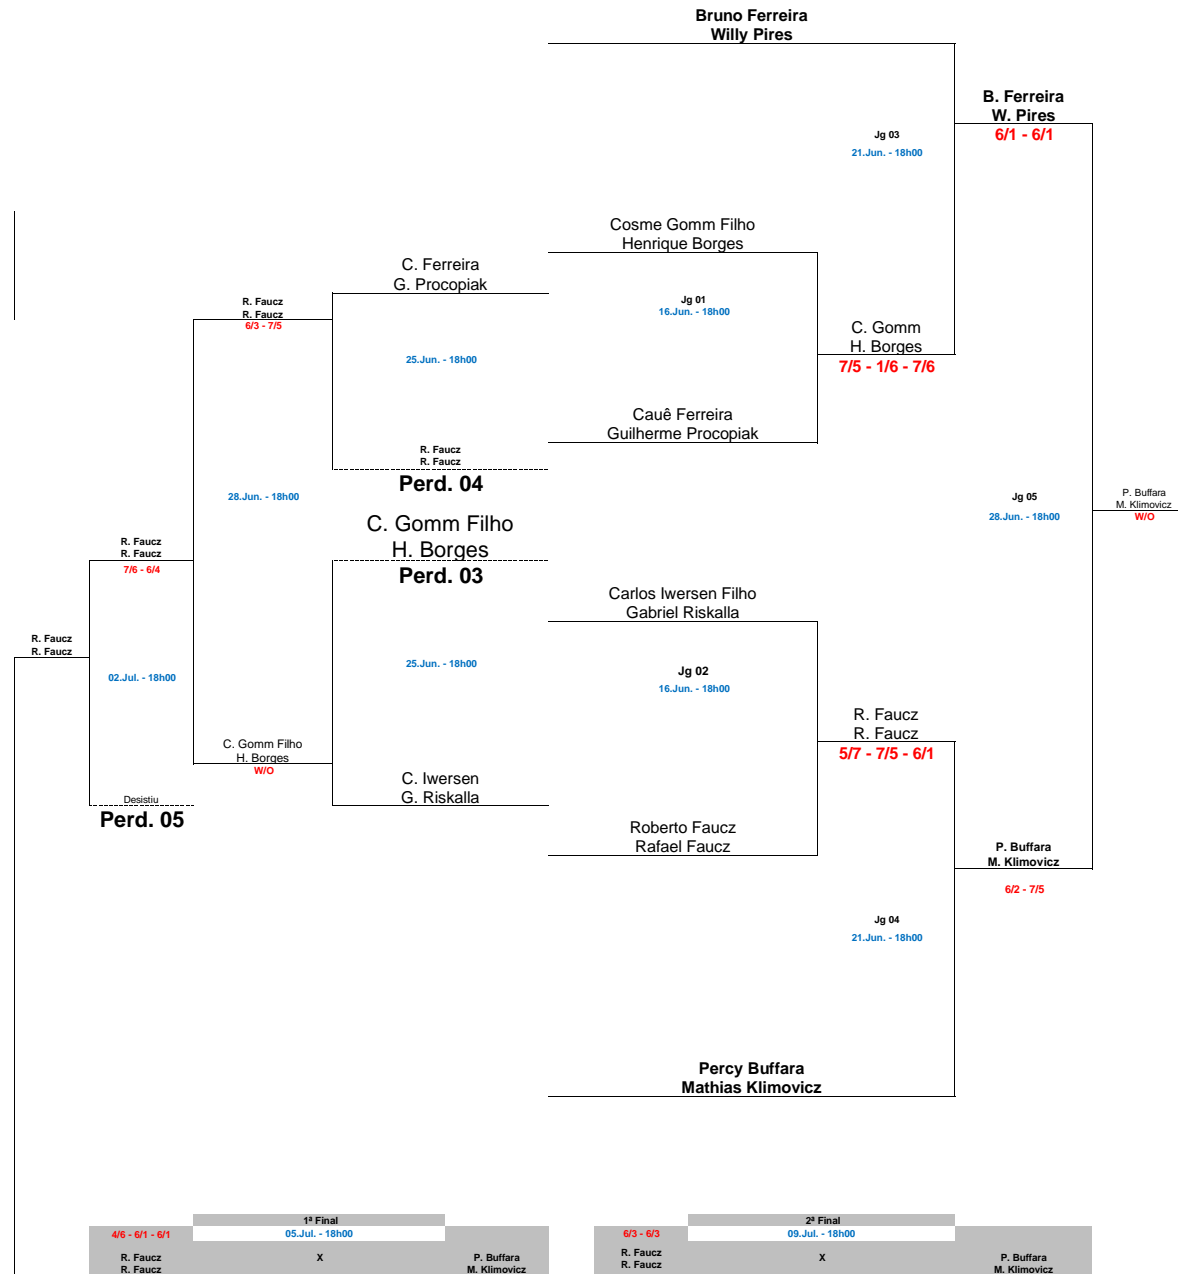 Bruno Ferreira
Willy Pires
B. Ferreira
W. Pires
6/1 - 6/1
Jg 03
21.Jun. - 18h00
Cosme Gomm Filho
Henrique Borges
C. Ferreira
G. Procopiak
R. Faucz
R. Faucz
6/3 - 7/5
Jg 01
16.Jun. - 18h00
C. Gomm
H. Borges
7/5 - 1/6 - 7/6
25.Jun. - 18h00
Cauê Ferreira
Guilherme Procopiak
R. Faucz
R. Faucz
Perd. 04
28.Jun. - 18h00
Jg 05
28.Jun. - 18h00
P. Buffara
M. Klimovicz
W/O
C. Gomm Filho
H. Borges
Perd. 03
R. Faucz
R. Faucz
7/6 - 6/4
Carlos Iwersen Filho
Gabriel Riskalla
R. Faucz
R. Faucz
25.Jun. - 18h00
Jg 02
16.Jun. - 18h00
02.Jul. - 18h00
R. Faucz
R. Faucz
5/7 - 7/5 - 6/1
C. Gomm Filho
H. Borges
W/O
C. Iwersen
G. Riskalla
Desistiu
Perd. 05
Roberto Faucz
Rafael Faucz
P. Buffara
M. Klimovicz
6/2 - 7/5
Jg 04
21.Jun. - 18h00
Percy Buffara
Mathias Klimovicz
1ª Final
4/6 - 6/1 - 6/1
05.Jul. - 18h00
R. Faucz
R. Faucz
X
P. Buffara
M. Klimovicz
2ª Final
6/3 - 6/3
09.Jul. - 18h00
R. Faucz
R. Faucz
X
P. Buffara
M. Klimovicz